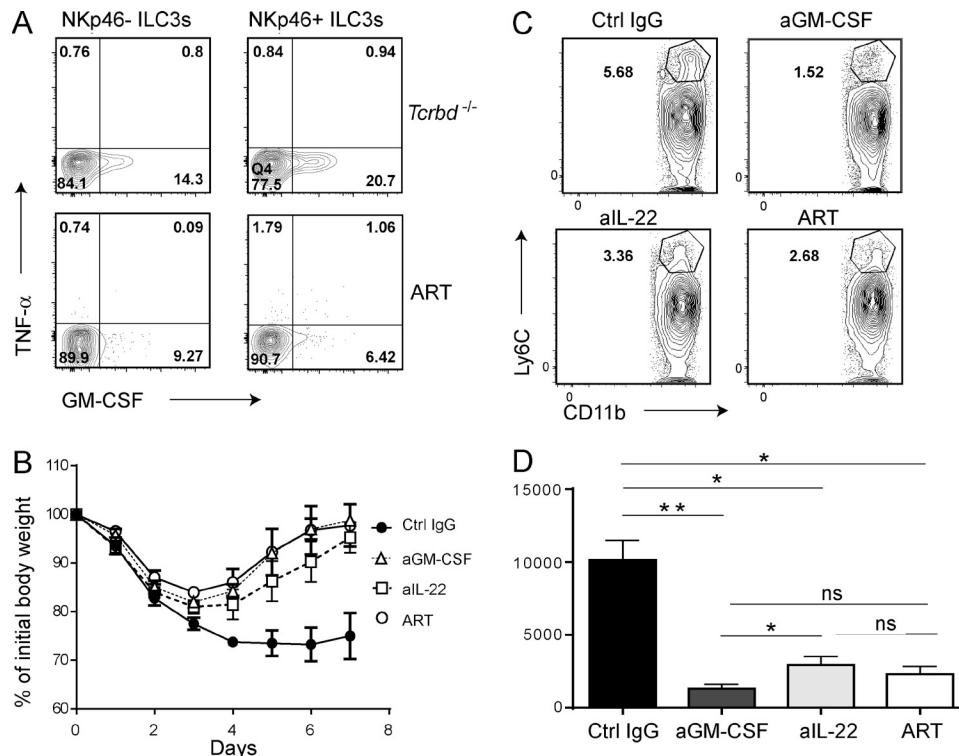 A
NKp46- ILC3s
NKp46+ ILC3s
0.76
0.8
84.1
14.3
0.84
0.94
Q4
77.5
20.7
Tcrbd -/-
0.74
0.09
89.9
9.27
1.79
1.06
90.7
6.42
ART
TNF-α
GM-CSF
C
Ctrl IgG
aGM-CSF
5.68
0
0
1.52
0
0
aIL-22
ART
3.36
0
0
2.68
0
0
Ly6C
CD11b
B
110
100
90
80
70
60
% of initial body weight
0
2
4
6
8
Days
Ctrl IgG
aGM-CSF
aIL-22
ART
D
15000
10000
5000
0
*
*
* *
ns
*
ns
Ctrl IgG
aGM-CSF
aIL-22
ART